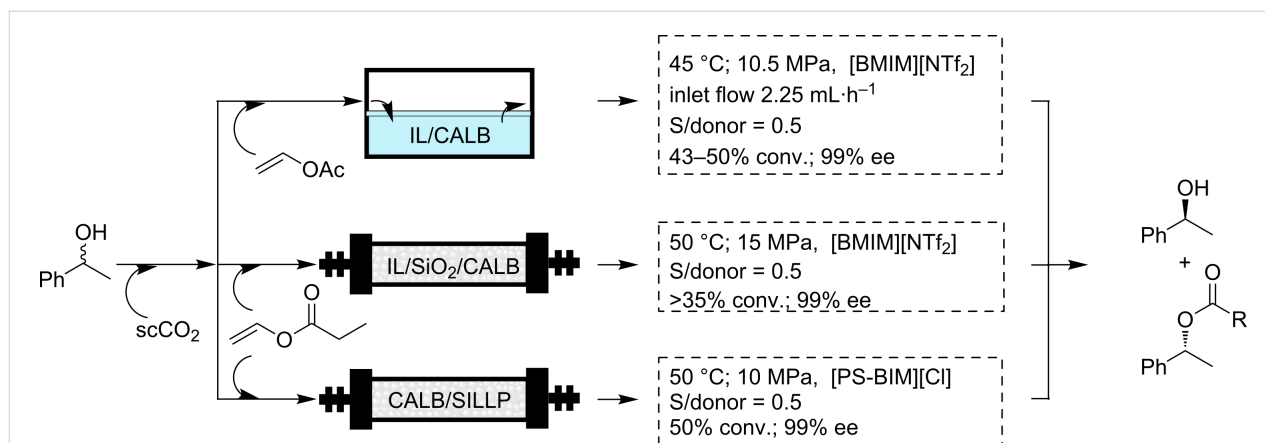 45 °C; 10.5 MPa, [BMIM][NTf₂]
inlet flow 2.25 mL·h⁻¹
S/donor = 0.5
43–50% conv.; 99% ee
IL/CALB
OAc
OH
Ph
scCO₂
IL/SiO₂/CALB
O
O
50 °C; 15 MPa, [BMIM][NTf₂]
S/donor = 0.5
>35% conv.; 99% ee
CALB/SILLP
50 °C; 10 MPa, [PS-BIM][Cl]
S/donor = 0.5
50% conv.; 99% ee
OH
Ph
+
O
O
R
Ph